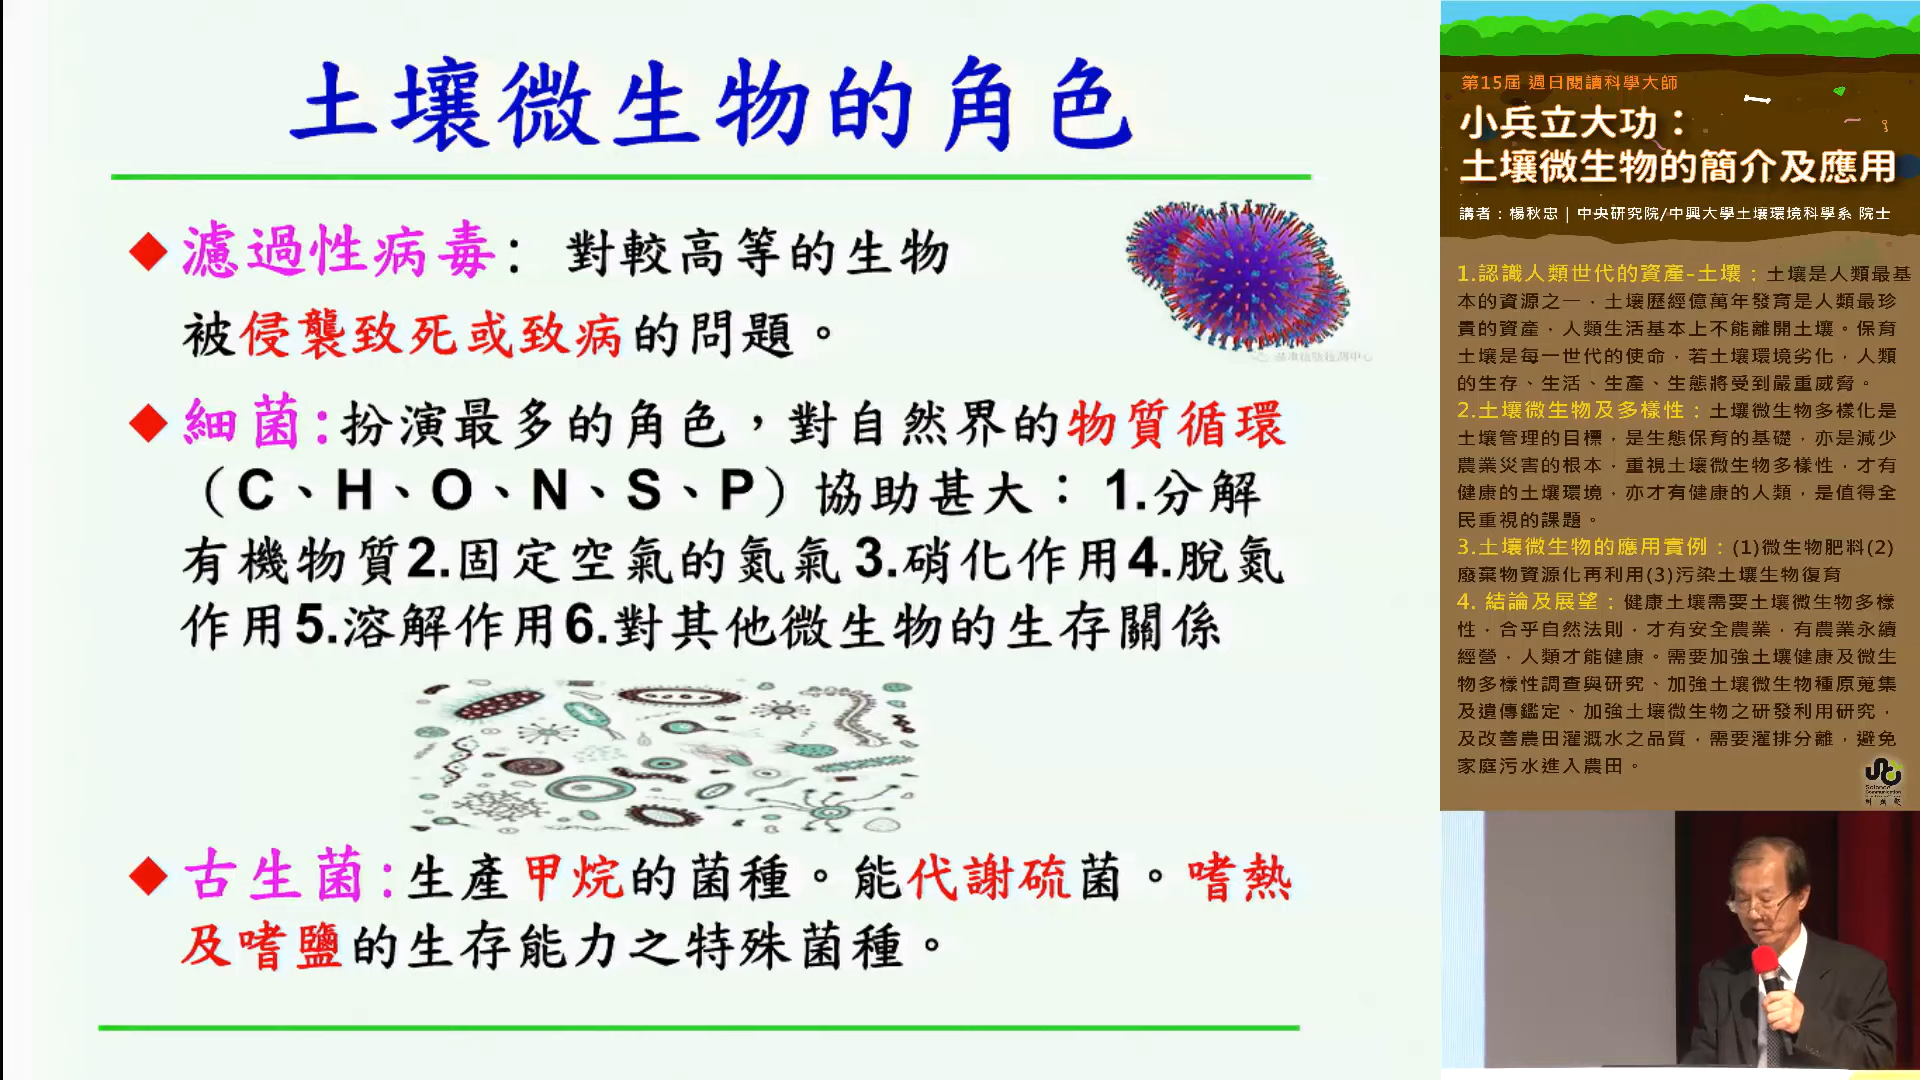 土壤微生物的角色
◆濾過性病毒: 對較高等的生物
被侵襲致死或致病的問題。
◆細菌:扮演最多的角色,對自然界的物質循環
(C、H、O、N、S、P)協助甚大: 1.分解
有機物質2.固定空氣的氮氣 3.硝化作用4.脫氮
作用5.溶解作用6.對其他微生物的生存關係
◆古生菌:生產甲烷的菌種。能代謝硫菌。嗜熱
及嗜鹽的生存能力之特殊菌種。
第15屆 週日閱讀科學大師
小兵立大功:
土壤微生物的簡介及應用
講者:楊秋忠 | 中央研究院/中興大學土壤環境科學系 院士
1.認識人類世代的資產-土壤:土壤是人類最基
本的資源之一,土壤歷經億萬年發育是人類最珍
貴的資產,人類生活基本上不能離開土壤。保育
土壤是每一世代的使命,若土壤環境劣化,人類
的生存、生活、生產、生態將受到嚴重威脅。
2.土壤微生物及多樣性:土壤微生物多樣化是
土壤管理的目標,是生態保育的基礎,亦是減少
農業災害的根本,重視土壤微生物多樣性,才有
健康的土壤環境,亦才有健康的人類,是值得全
民重視的課題。
3.土壤微生物的應用實例:(1)微生物肥料(2)
廢棄物資源化再利用(3)污染土壤生物復育
4. 結論及展望:健康土壤需要土壤微生物多樣
性,合乎自然法則,才有安全農業,有農業永續
經營,人類才能健康。需要加強土壤健康及微生
物多樣性調查與研究、加強土壤微生物種原蒐集
及遺傳鑑定、加強土壤微生物之研發利用研究,
及改善農田灌溉水之品質,需要灌排分離,避免
家庭污水進入農田。
Science
Communication